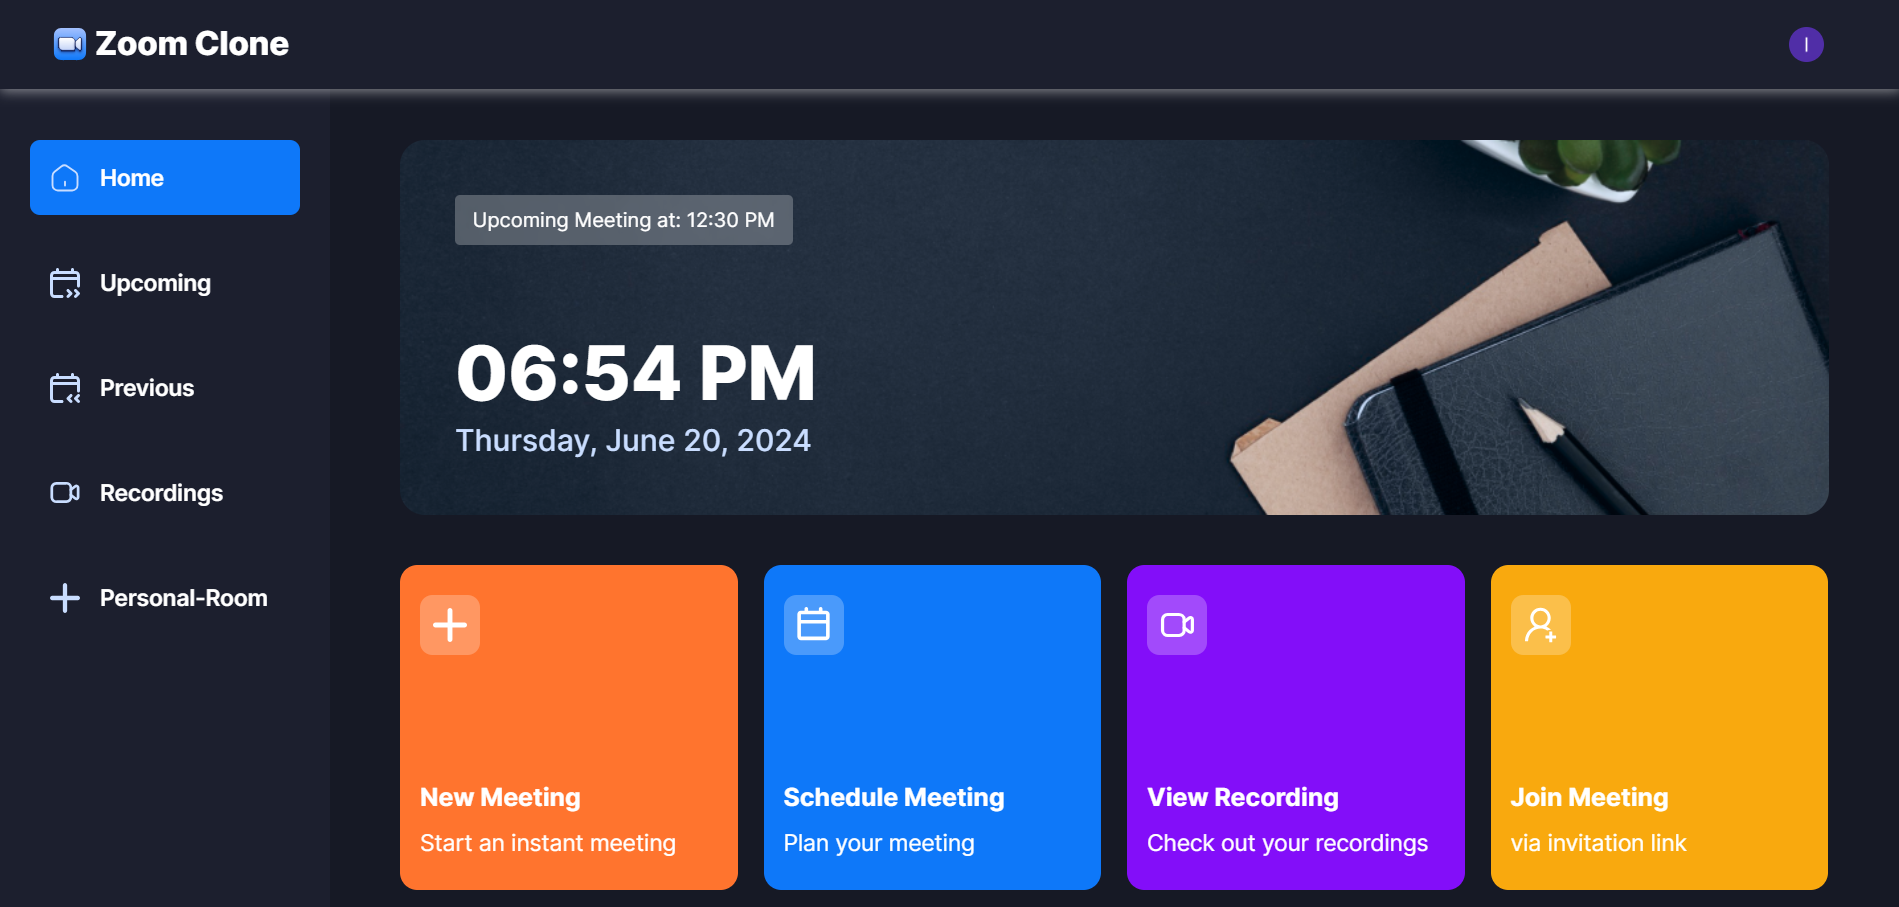 Zoom Clone
I
Home
Upcoming
Previous
Recordings
Personal-Room
Upcoming Meeting at: 12:30 PM
06:54 PM
Thursday, June 20, 2024
New Meeting
Start an instant meeting
Schedule Meeting
Plan your meeting
View Recording
Check out your recordings
Join Meeting
via invitation link